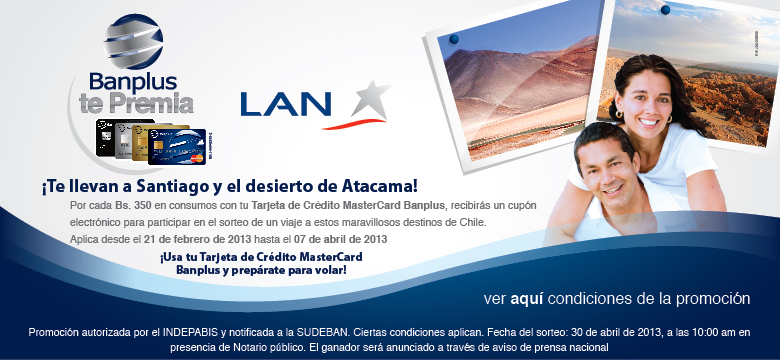 Banplus
te Premia
LAN
¡Te llevan a Santiago y el desierto de Atacama!
Por cada Bs. 350 en consumos con tu Tarjeta de Crédito MasterCard Banplus, recibirás un cupón
electrónico para participar en el sorteo de un viaje a estos maravillosos destinos de Chile.
Aplica desde el 21 de febrero de 2013 hasta el 07 de abril de 2013
¡Usa tu Tarjeta de Crédito MasterCard
Banplus y prepárate para volar!
ver aquí condiciones de la promoción
Promoción autorizada por el INDEPABIS y notificada a la SUDEBAN. Ciertas condiciones aplican. Fecha del sorteo: 30 de abril de 2013, a las 10:00 am en
presencia de Notario público. El ganador será anunciado a través de aviso de prensa nacional